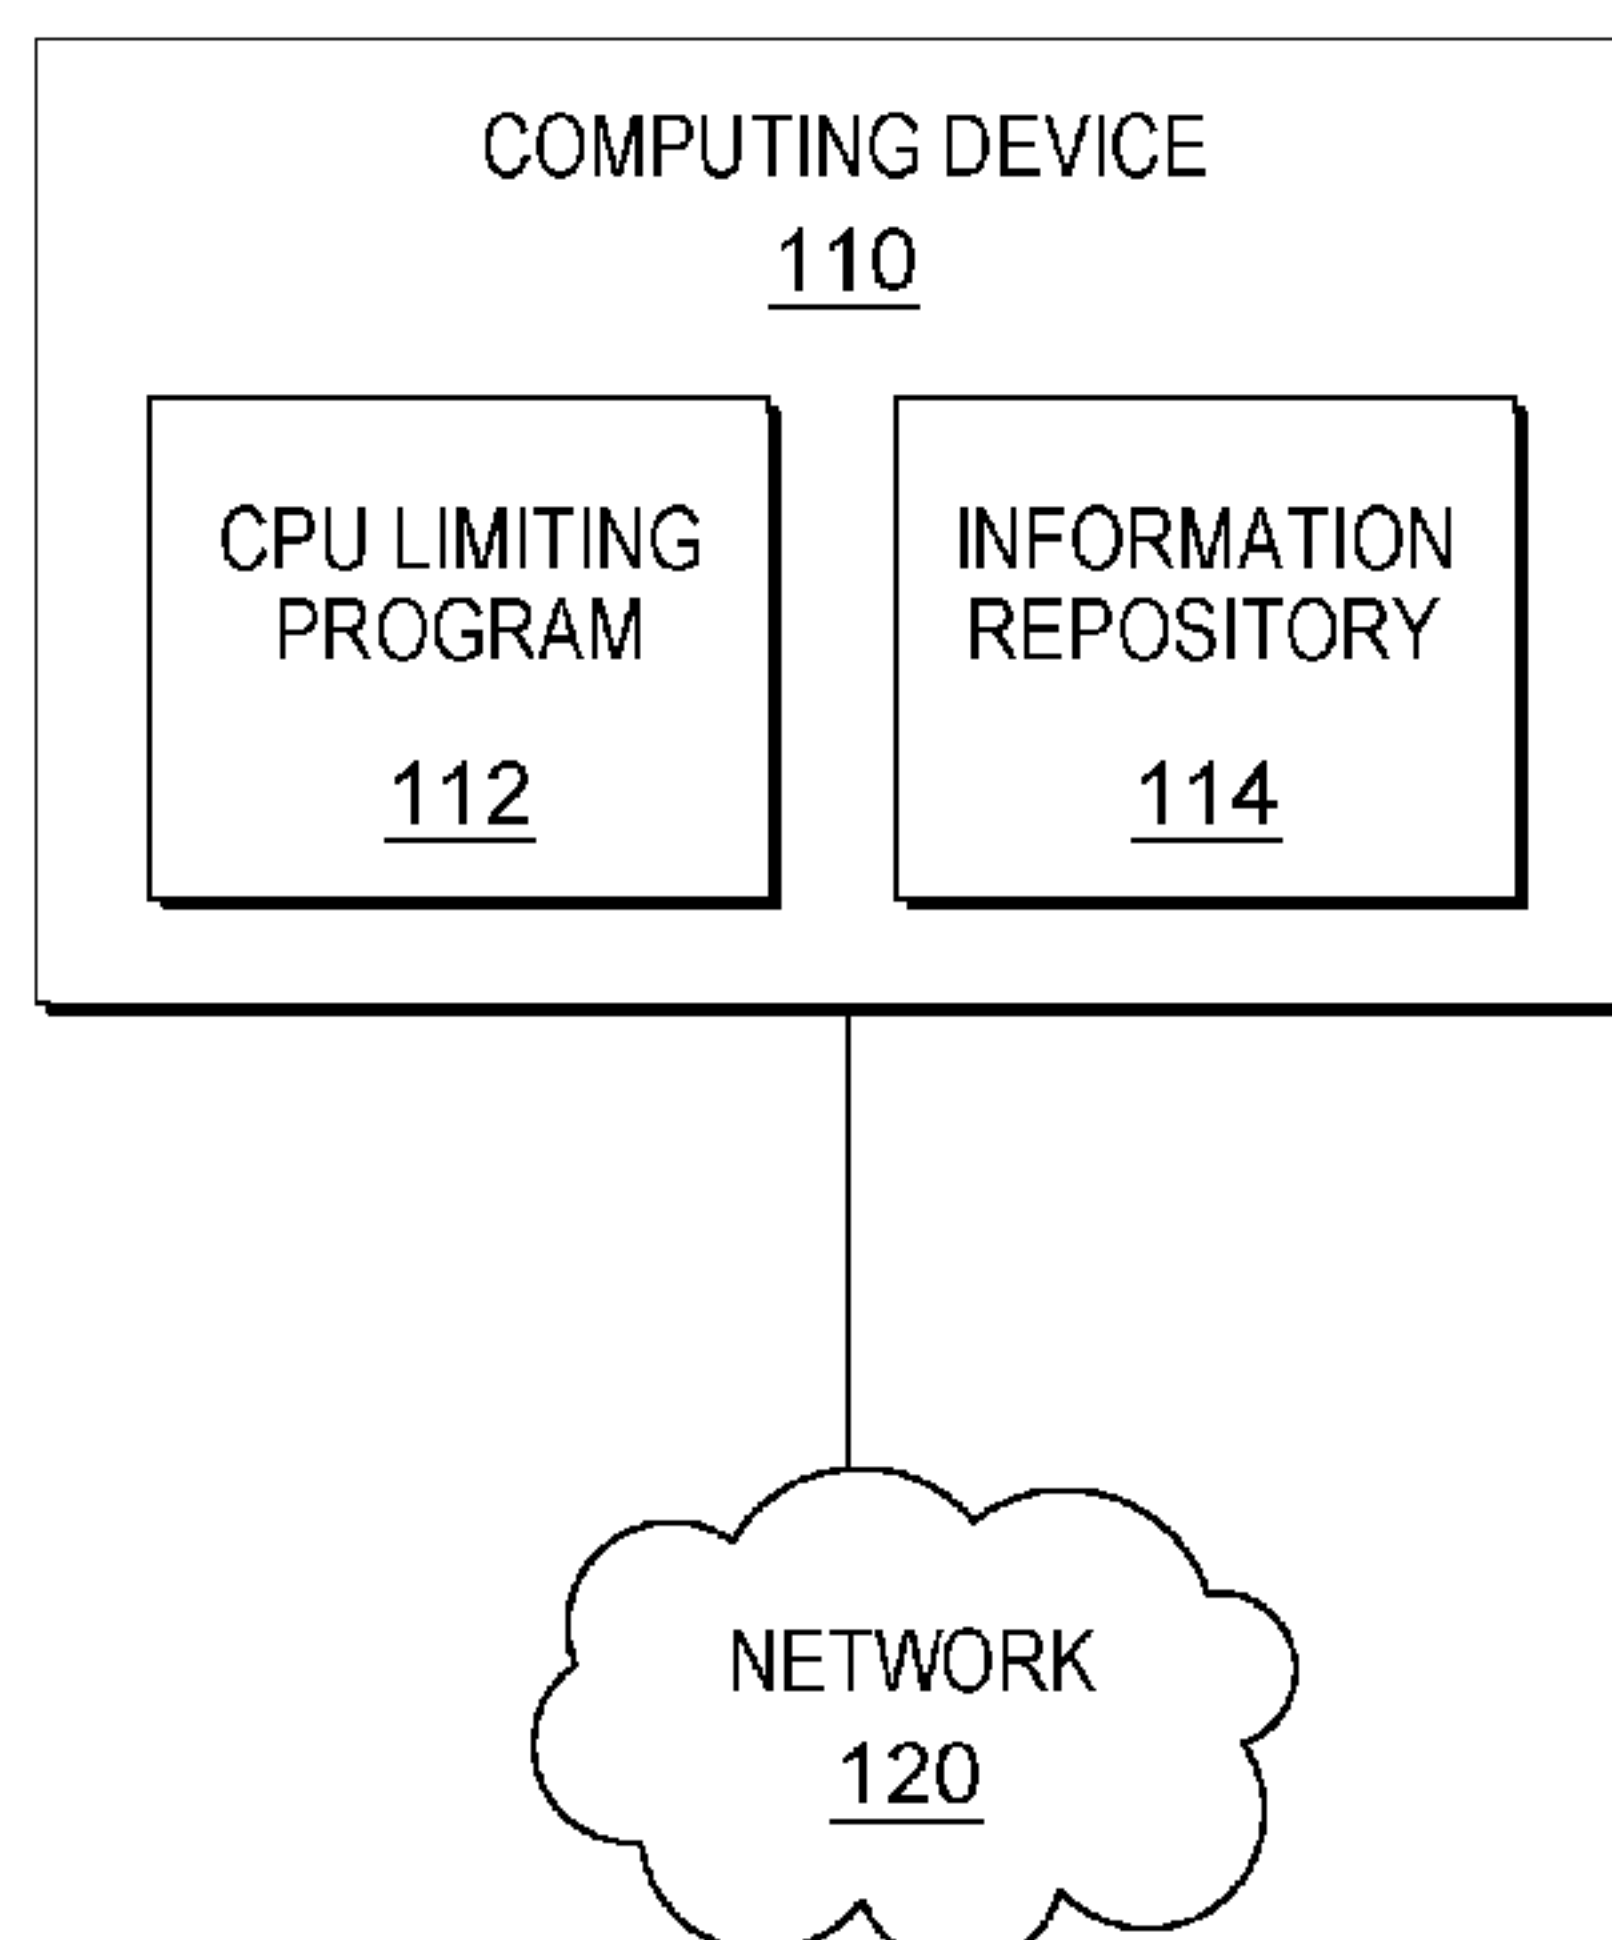 COMPUTING DEVICE
110
CPU LIMITING
PROGRAM
112
INFORMATION
REPOSITORY
114
NETWORK
120